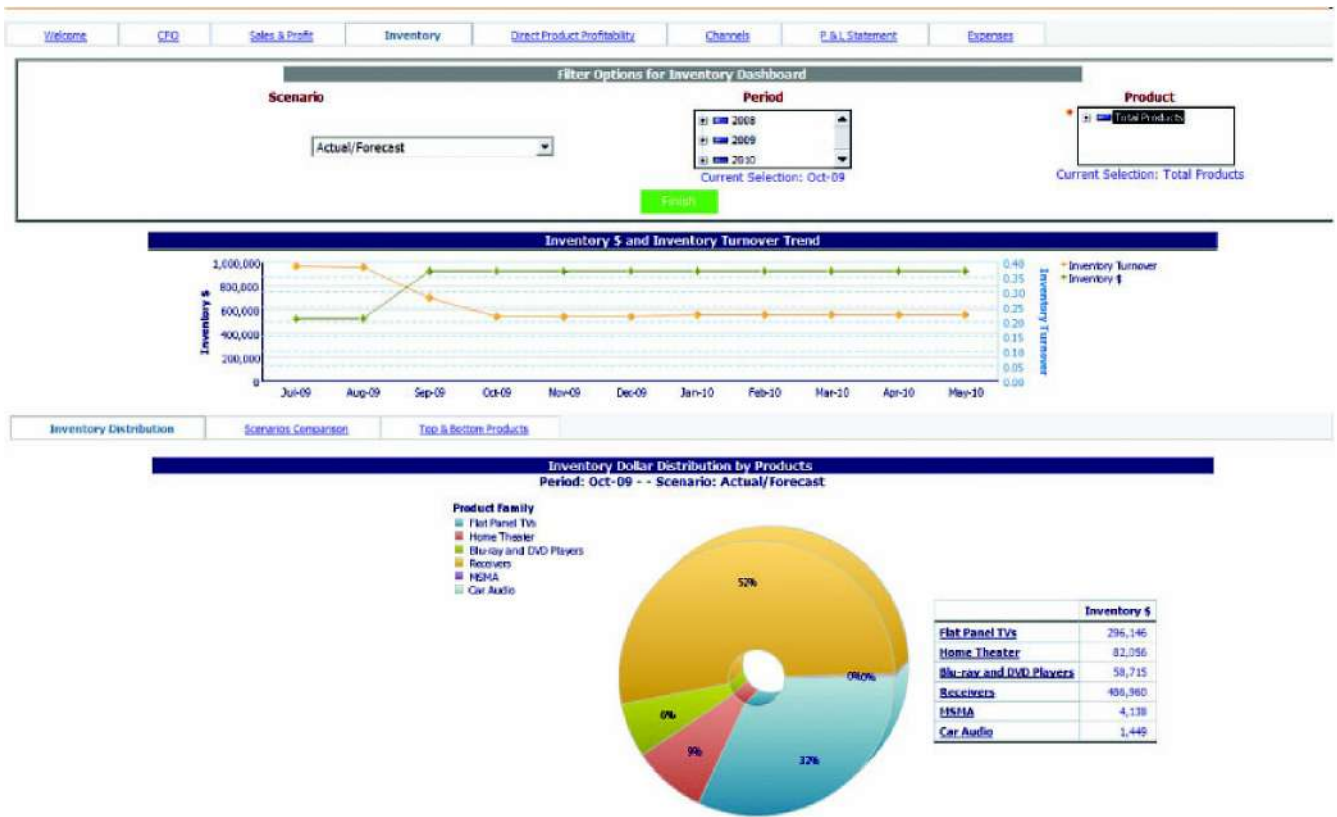 Welcome CFO Sales & Profit Inventory Direct Product Profitability Channels P & L Statement Expenses
Filter Options for Inventory Dashboard
Scenario Period Product
2008
2009
2010
Total Products
Actual/Forecast
Current Selection: Oct-09
Current Selection: Total Products
Finish
Inventory $ and Inventory Turnover Trend
Inventory $
1,000,000
800,000
600,000
400,000
200,000
0
0.40
0.35
0.30
0.25
0.20
0.15
0.10
0.05
0.00
Inventory Turnover
Inventory Turnover
Inventory $
Jul-09 Aug-09 Sep-09 Oct-09 Nov-09 Dec-09 Jan-10 Feb-10 Mar-10 Apr-10 May-10
Inventory Distribution Scenarios Comparison Top & Bottom Products
Inventory Dollar Distribution by Products
Period: Oct-09 - - Scenario: Actual/Forecast
Product Family
Flat Panel TVs
Home Theater
Blu-ray and DVD Players
Receivers
MSMA
Car Audio
52%
0%0%
6%
9%
32%
Inventory $
Flat Panel TVs 296,146
Home Theater 82,056
Blu-ray and DVD Players 58,715
Receivers 486,960
MSMA 4,138
Car Audio 1,449